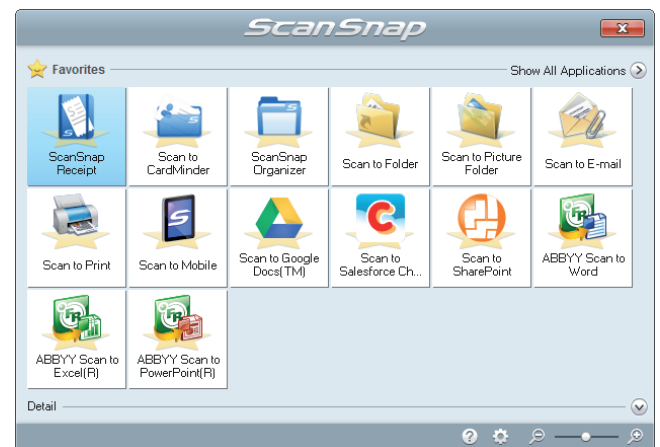 ScanSnap
Favorites
Show All Applications
ScanSnap
Receipt
Scan to
CardMinder
ScanSnap
Organizer
Scan to Folder
Scan to Picture
Folder
Scan to E-mail
Scan to Print
Scan to Mobile
Scan to Google
Docs(TM)
Scan to
Salesforce Ch...
Scan to
SharePoint
ABBYY Scan to
Word
ABBYY Scan to
Excel(R)
ABBYY Scan to
PowerPoint(R)
Detail